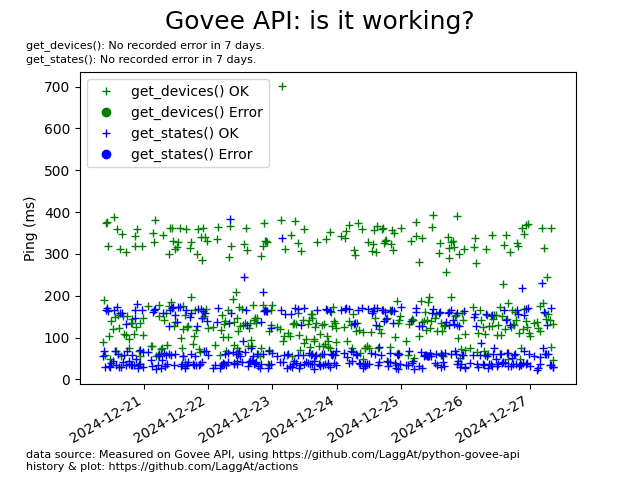 Govee API: is it working?
get_devices(): No recorded error in 7 days.
get_states(): No recorded error in 7 days.
get_devices() OK
get_devices() Error
get_states() OK
get_states() Error
Ping (ms)
700
600
500
400
300
200
100
0
2024-12-21
2024-12-22
2024-12-23
2024-12-24
2024-12-25
2024-12-26
2024-12-27
data source: Measured on Govee API, using https://github.com/LaggAt/python-govee-api
history & plot: https://github.com/LaggAt/actions